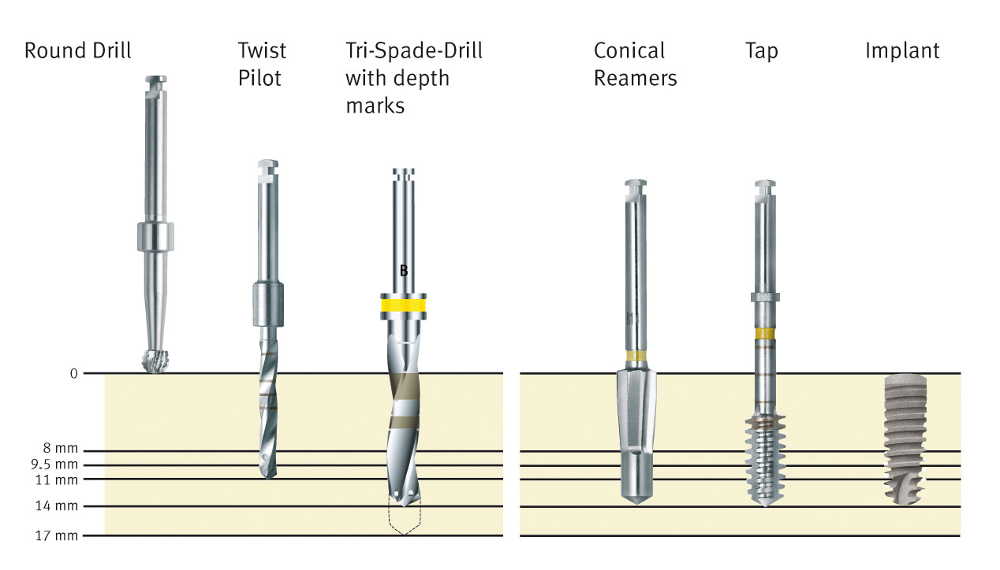 Round Drill
Twist
Pilot
Tri-Spade-Drill
with depth
marks
Conical
Reamers
Tap
Implant
B
0
8 mm
9.5 mm
11 mm
14 mm
17 mm